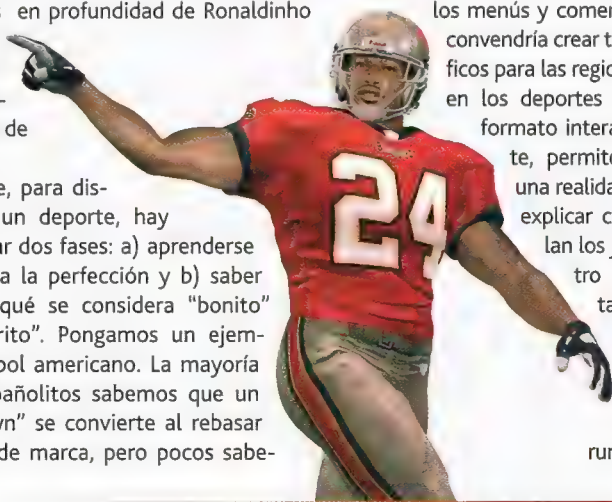 en profundidad de Ronaldinho
-
de
e, para dis-
un deporte, hay
ar dos fases: a) aprenderse
a la perfección y b) saber
qué se considera "bonito"
rito". Pongamos un ejem-
bol americano. La mayoría
pañolitos sabemos que un
wn" se convierte al rebasar
de marca, pero pocos sabe-
24
los menús y comen
convendría crear t
ficos para las regio
en los deportes
formato intera
te, permite
una realida
explicar c
lan los j
tro
ta
run